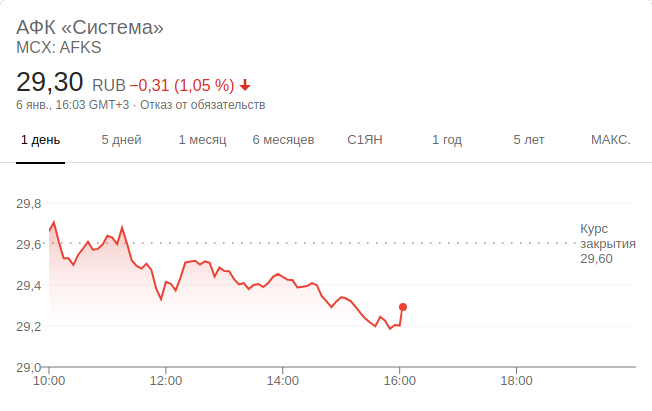 АФК «Система»
MCX: AFKS
29,30 RUB −0,31 (1,05 %)
6 янв., 16:03 GMT+3 · Отказ от обязательств
1 день 5 дней 1 месяц 6 месяцев С1ЯН 1 год 5 лет МАКС.
29,8
29,6
29,4
29,2
29,0
Курс
закрытия
29,60
10:00 12:00 14:00 16:00 18:00